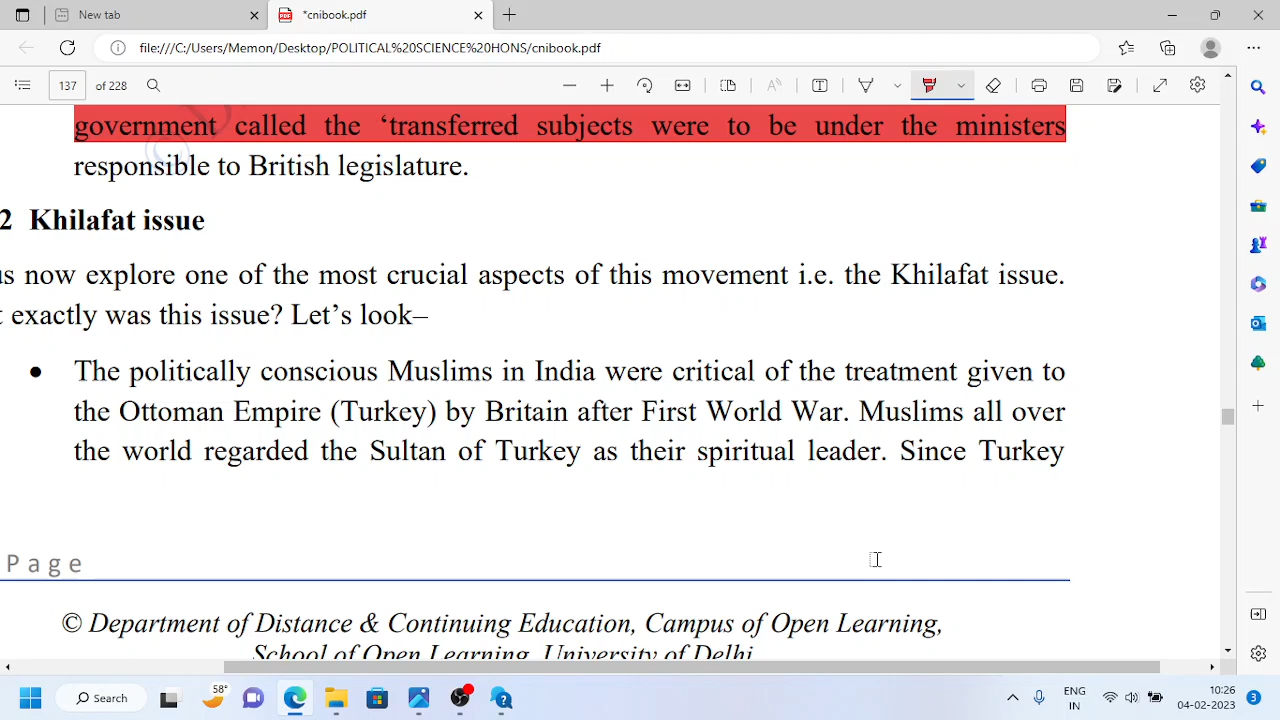 New tab
*cnibook.pdf
file:///C:/Users/Memon/Desktop/POLITICAL%20SCIENCE%20HONS/cnibook.pdf
137 of 228
government called the ‘transferred subjects were to be under the ministers
responsible to British legislature.
2 Khilafat issue
us now explore one of the most crucial aspects of this movement i.e. the Khilafat issue.
t exactly was this issue? Let’s look–
• The politically conscious Muslims in India were critical of the treatment given to
the Ottoman Empire (Turkey) by Britain after First World War. Muslims all over
the world regarded the Sultan of Turkey as their spiritual leader. Since Turkey
Page
© Department of Distance & Continuing Education, Campus of Open Learning,
School of Open Learning, University of Delhi
58°
Search
ENG
IN
10:26
04-02-2023
3